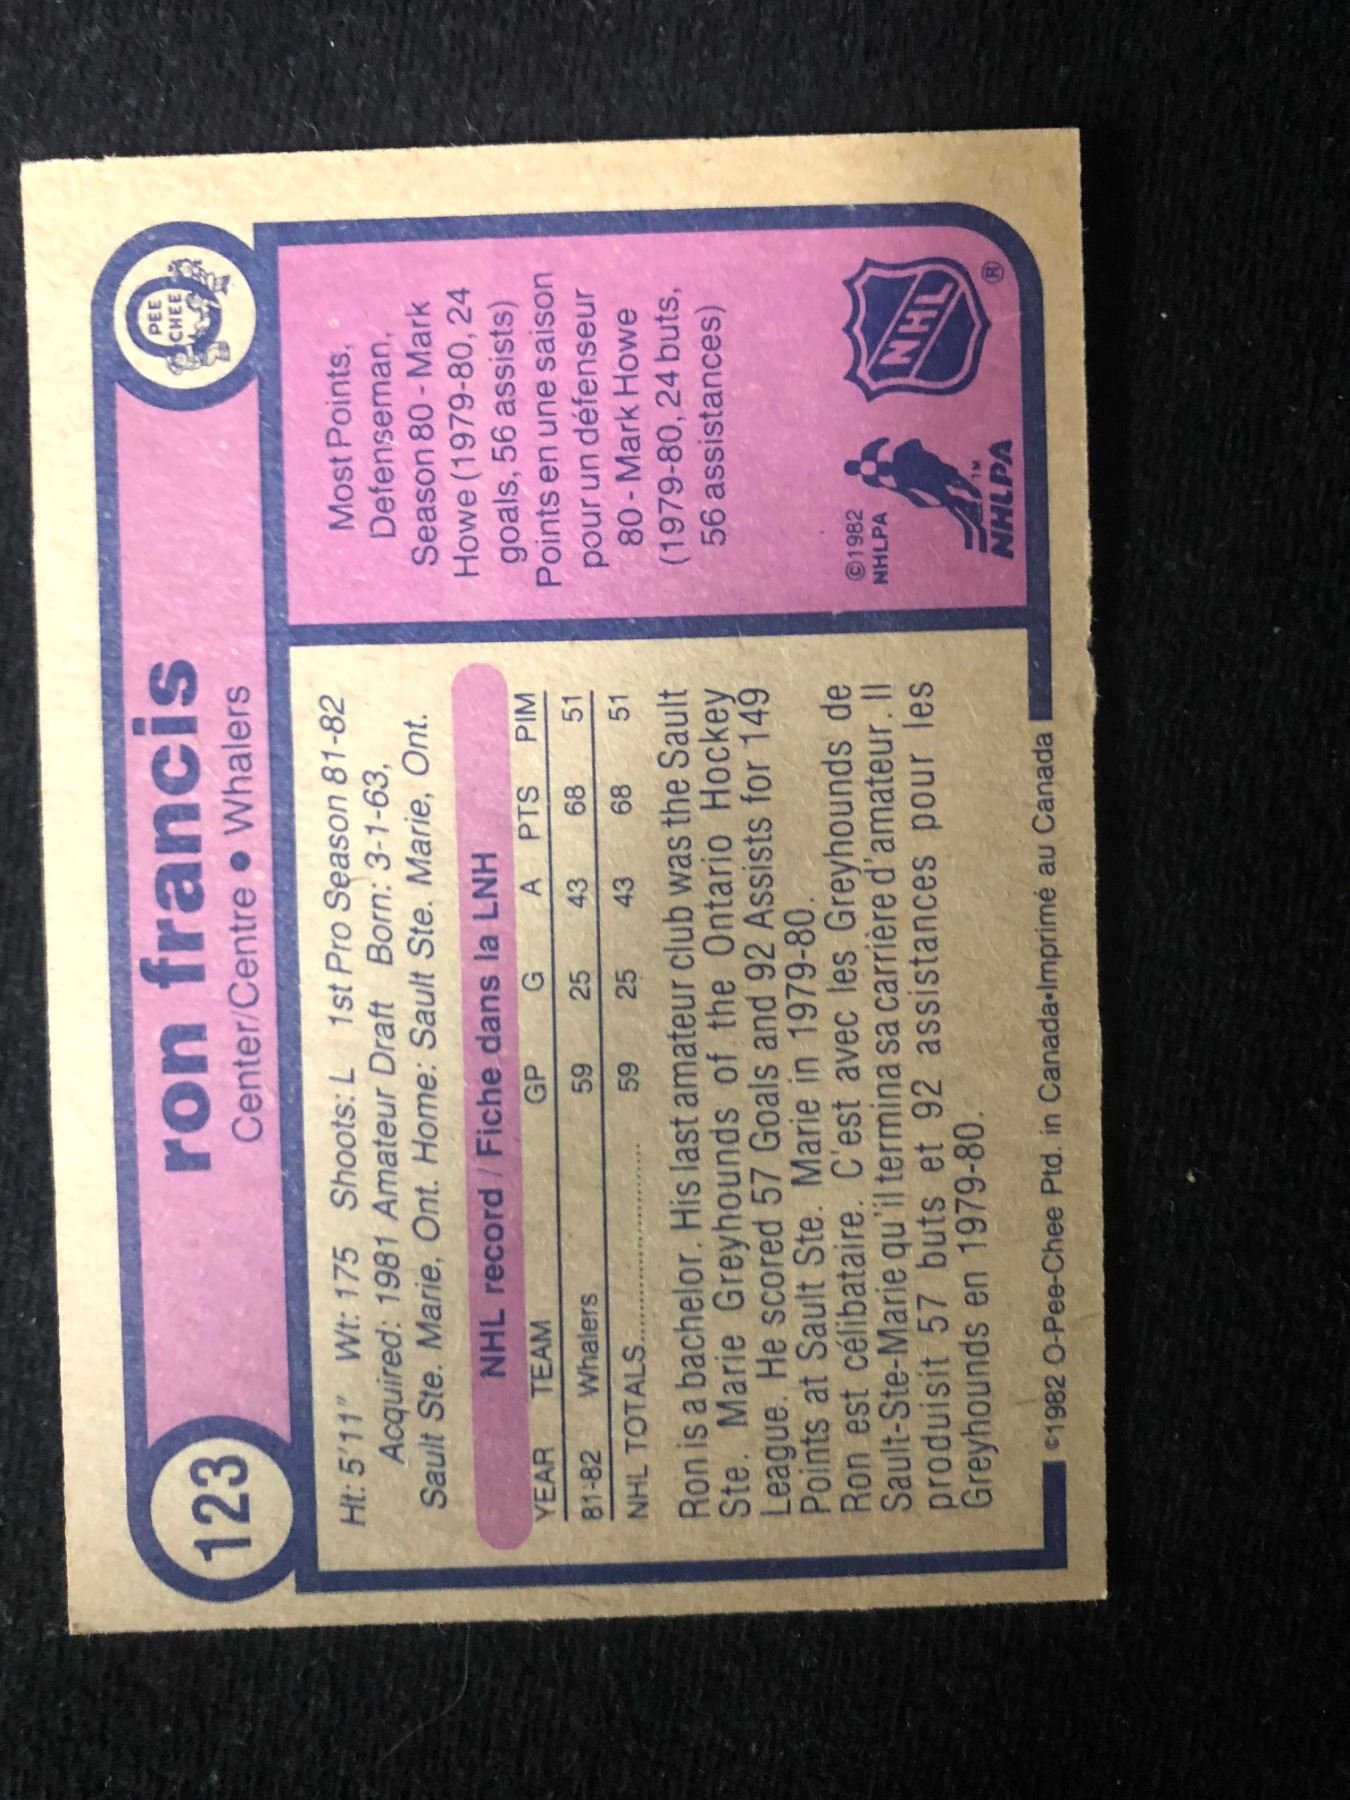 123
ron francis
Center/Centre • Whalers
PEE
CHEE
Ht: 5'11" Wt: 175 Shoots: L 1st Pro Season 81-82
Acquired: 1981 Amateur Draft Born: 3-1-63,
Sault Ste. Marie, Ont. Home: Sault Ste. Marie, Ont.
NHL record / Fiche dans la LNH
YEAR TEAM GP G A PTS PIM
81-82 Whalers 59 25 43 68 51
NHL TOTALS 59 25 43 68 51
Ron is a bachelor. His last amateur club was the Sault
Ste. Marie Greyhounds of the Ontario Hockey
League. He scored 57 Goals and 92 Assists for 149
Points at Sault Ste. Marie in 1979-80.
Ron est célibataire. C'est avec les Greyhounds de
Sault-Ste-Marie qu'il termina sa carrière d'amateur. Il
produisit 57 buts et 92 assistances pour les
Greyhounds en 1979-80.
Most Points,
Defenseman,
Season 80 - Mark
Howe (1979-80, 24
goals, 56 assists)
Points en une saison
pour un défenseur
80 - Mark Howe
(1979-80, 24 buts,
56 assistances)
©1982
NHLPA
NHLPA™
NHL®
©1982 O-Pee-Chee Ptd. in Canada•Imprimé au Canada